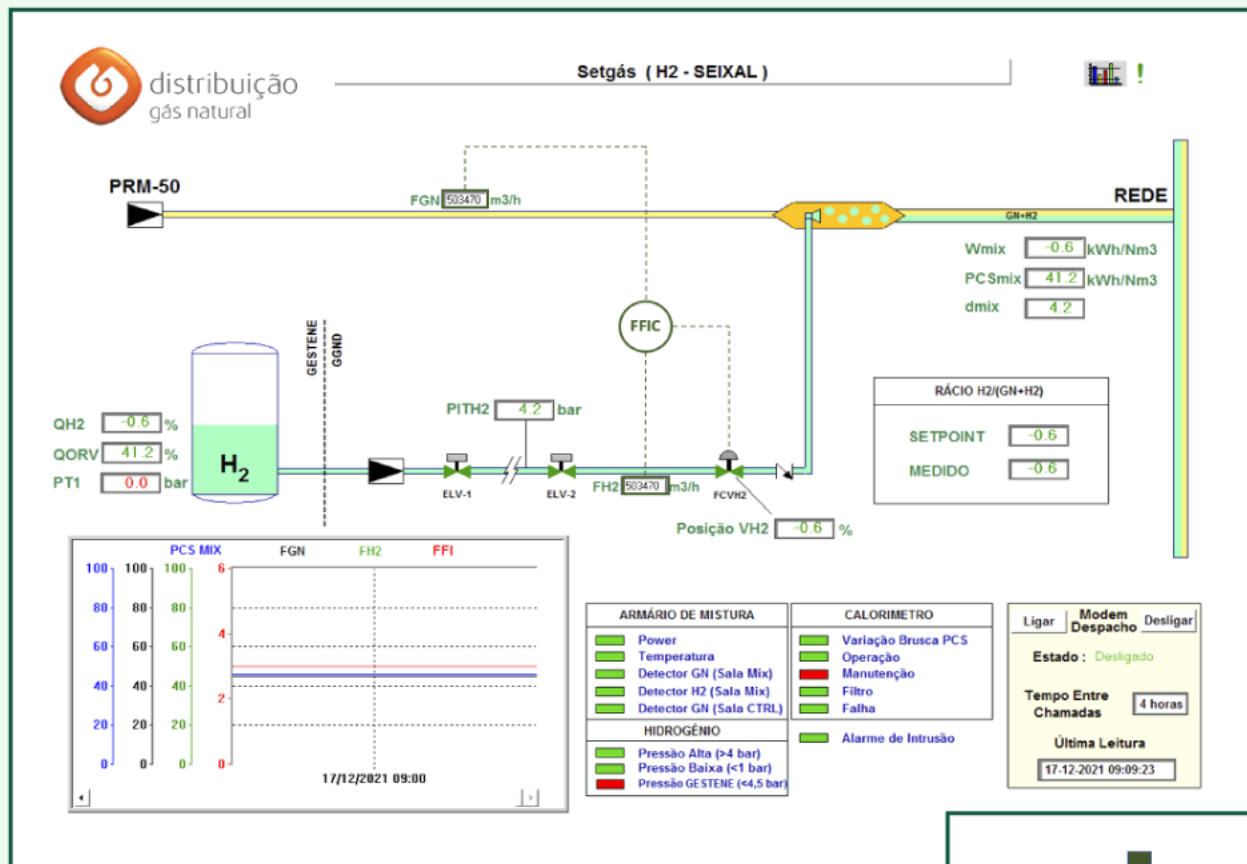 distribuição
gás natural
Setgás ( H2 - SEIXAL )
!
PRM-50
FGN 503470 m3/h
REDE
GN+H2
Wmix -0.6 kWh/Nm3
PCSmix 41.2 kWh/Nm3
dmix 4.2
FFIC
GESTENE
GGND
RÁCIO H2/(GN+H2)
SETPOINT -0.6
MEDIDO -0.6
PITH2 4.2 bar
QH2 -0.6 %
QORV 41.2 %
PT1 0.0 bar
H2
ELV-1
ELV-2
FH2 503470 m3/h
FCVH2
Posição VH2 -0.6 %
PCS MIX FGN FH2 FFI
100 100 100 6
80 80 80
60 60 60 4
40 40 40
2
20 20 20
0 0 0 0
17/12/2021 09:00
ARMÁRIO DE MISTURA
Power
Temperatura
Detector GN (Sala Mix)
Detector H2 (Sala Mix)
Detector GN (Sala CTRL)
HIDROGÉNIO
Pressão Alta (>4 bar)
Pressão Baixa (<1 bar)
Pressão GESTENE (<4,5 bar)
CALORIMETRO
Variação Brusca PCS
Operação
Manutenção
Filtro
Falha
Alarme de Intrusão
Ligar Modem Despacho Desligar
Estado : Desligado
Tempo Entre
Chamadas 4 horas
Última Leitura
17-12-2021 09:09:23